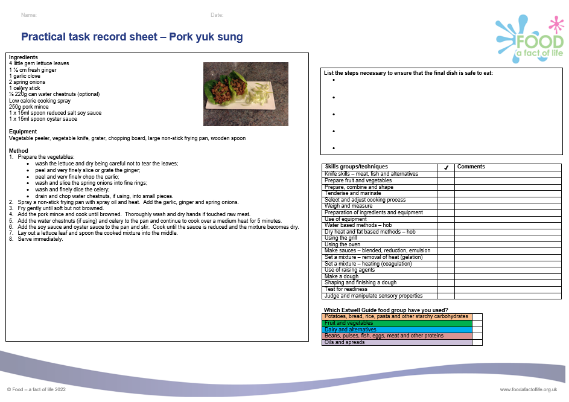 Name:
Date:
Practical task record sheet – Pork yuk sung
FOOD
a fact of life
Ingredients
4 little gem lettuce leaves
1 ½ cm fresh ginger
1 garlic clove
2 spring onions
1 celery stick
½ 220g can water chestnuts (optional)
Low calorie cooking spray
250g pork mince
1 x 15ml spoon reduced salt soy sauce
1 x 15ml spoon oyster sauce
Equipment
Vegetable peeler, vegetable knife, grater, chopping board, large non-stick frying pan, wooden spoon
Method
1. Prepare the vegetables:
• wash the lettuce and dry being careful not to tear the leaves;
• peel and very finely slice or grate the ginger;
• peel and very finely chop the garlic;
• wash and slice the spring onions into fine rings;
• wash and finely dice the celery;
• drain and chop water chestnuts, if using, into small pieces.
2. Spray a non-stick frying pan with spray oil and heat. Add the garlic, ginger and spring onions.
3. Fry gently until soft but not browned.
4. Add the pork mince and cook until browned. Thoroughly wash and dry hands if touched raw meat.
5. Add the water chestnuts (if using) and celery to the pan and continue to cook over a medium heat for 5 minutes.
6. Add the soy sauce and oyster sauce to the pan and stir. Cook until the sauce is reduced and the mixture becomes dry.
7. Lay out a lettuce leaf and spoon the cooked mixture into the middle.
8. Serve immediately.
List the steps necessary to ensure that the final dish is safe to eat:
•
•
•
•
•
Skills groups/techniques ✓ Comments
Knife skills – meat, fish and alternatives
Prepare fruit and vegetables
Prepare, combine and shape
Tenderise and marinate
Select and adjust cooking process
Weigh and measure
Preparation of ingredients and equipment
Use of equipment
Water based methods – hob
Dry heat and fat based methods – hob
Using the grill
Using the oven
Make sauces – blended, reduction, emulsion
Set a mixture – removal of heat (gelation)
Set a mixture – heating (coagulation)
Use of raising agents
Make a dough
Shaping and finishing a dough
Test for readiness
Judge and manipulate sensory properties
Which Eatwell Guide food group have you used?
Potatoes, bread, rice, pasta and other starchy carbohydrates
Fruit and vegetables
Dairy and alternatives
Beans, pulses, fish, eggs, meat and other proteins
Oils and spreads
© Food – a fact of life 2022
www.foodafactoflife.org.uk